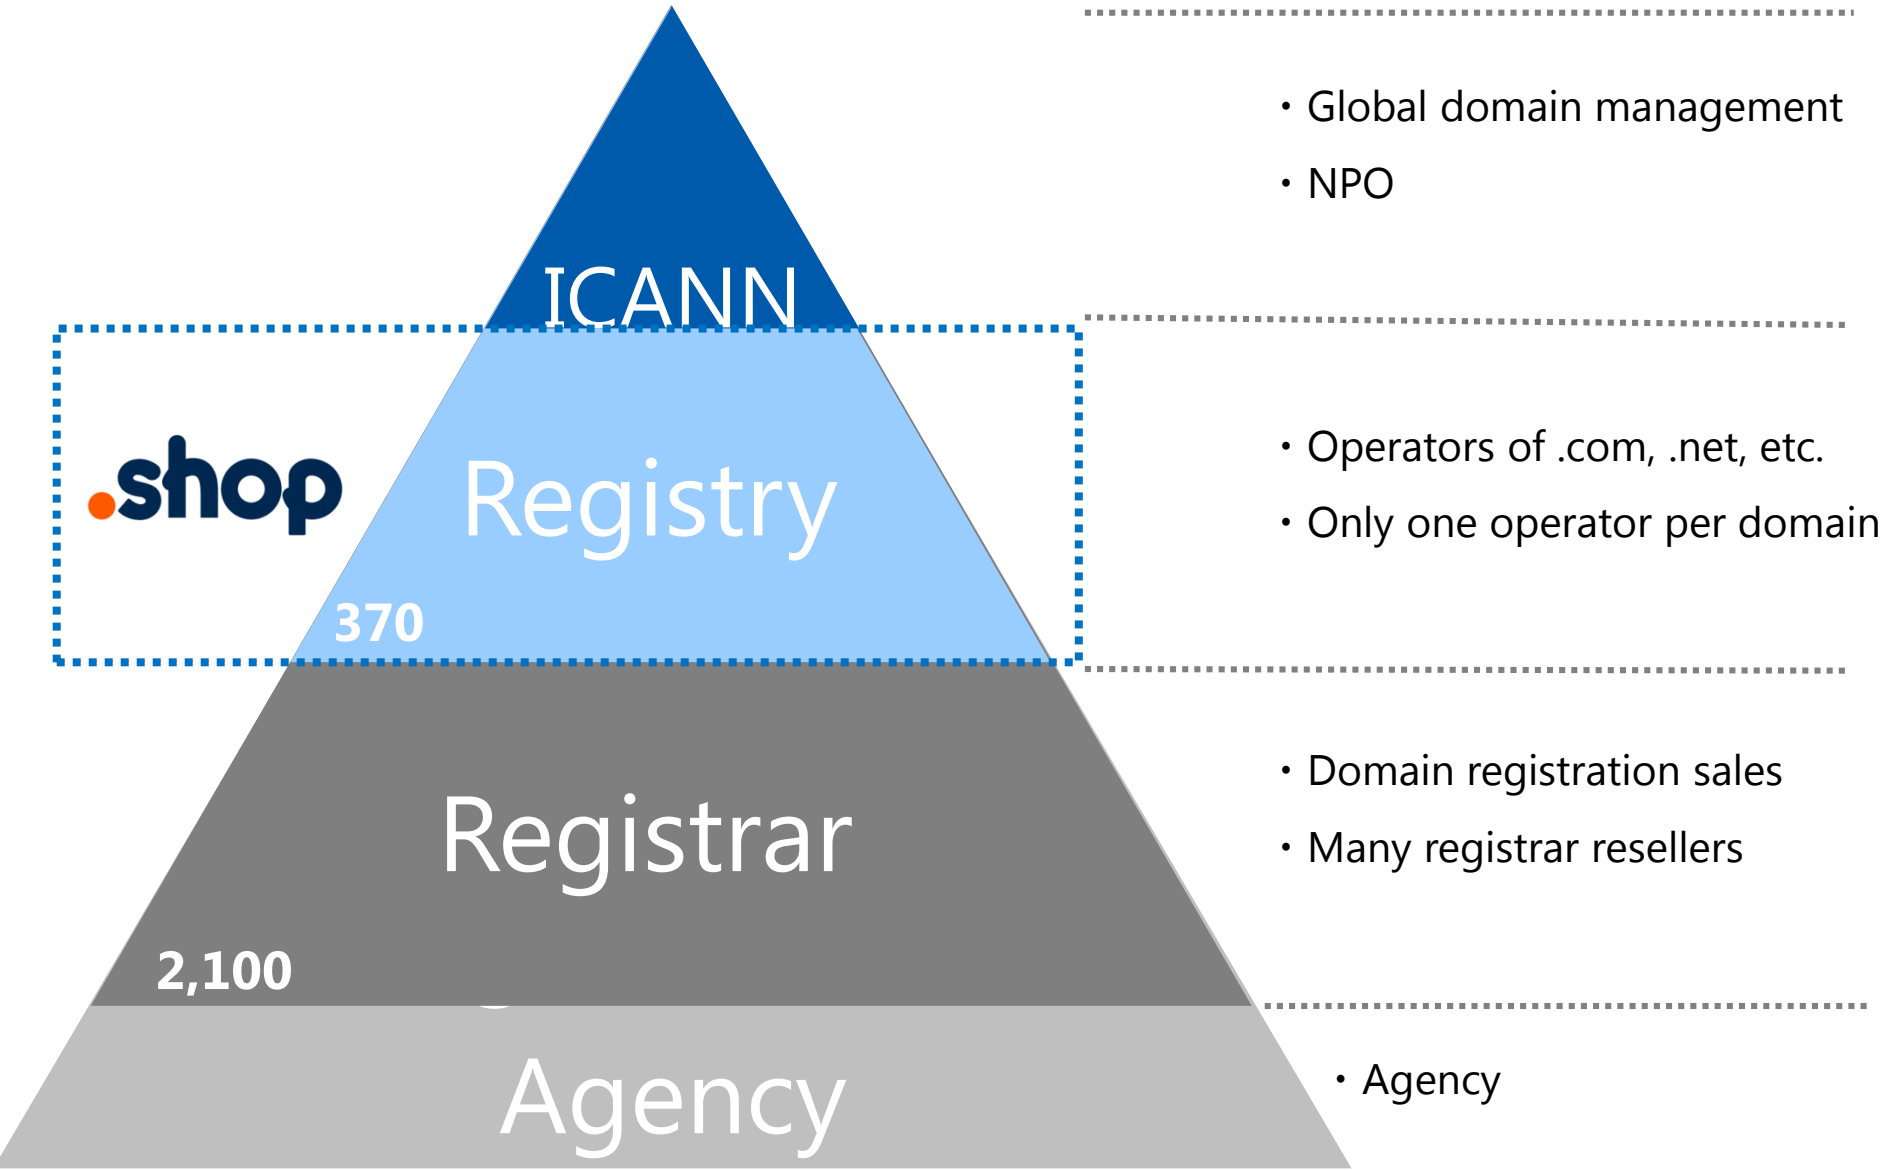 ・Global domain management
・NPO
ICANN
・Operators of .com, .net, etc.
.shop
Registry
・Only one operator per domain
370
・Domain registration sales
Registrar
・Many registrar resellers
2,100
Agency
・Agency